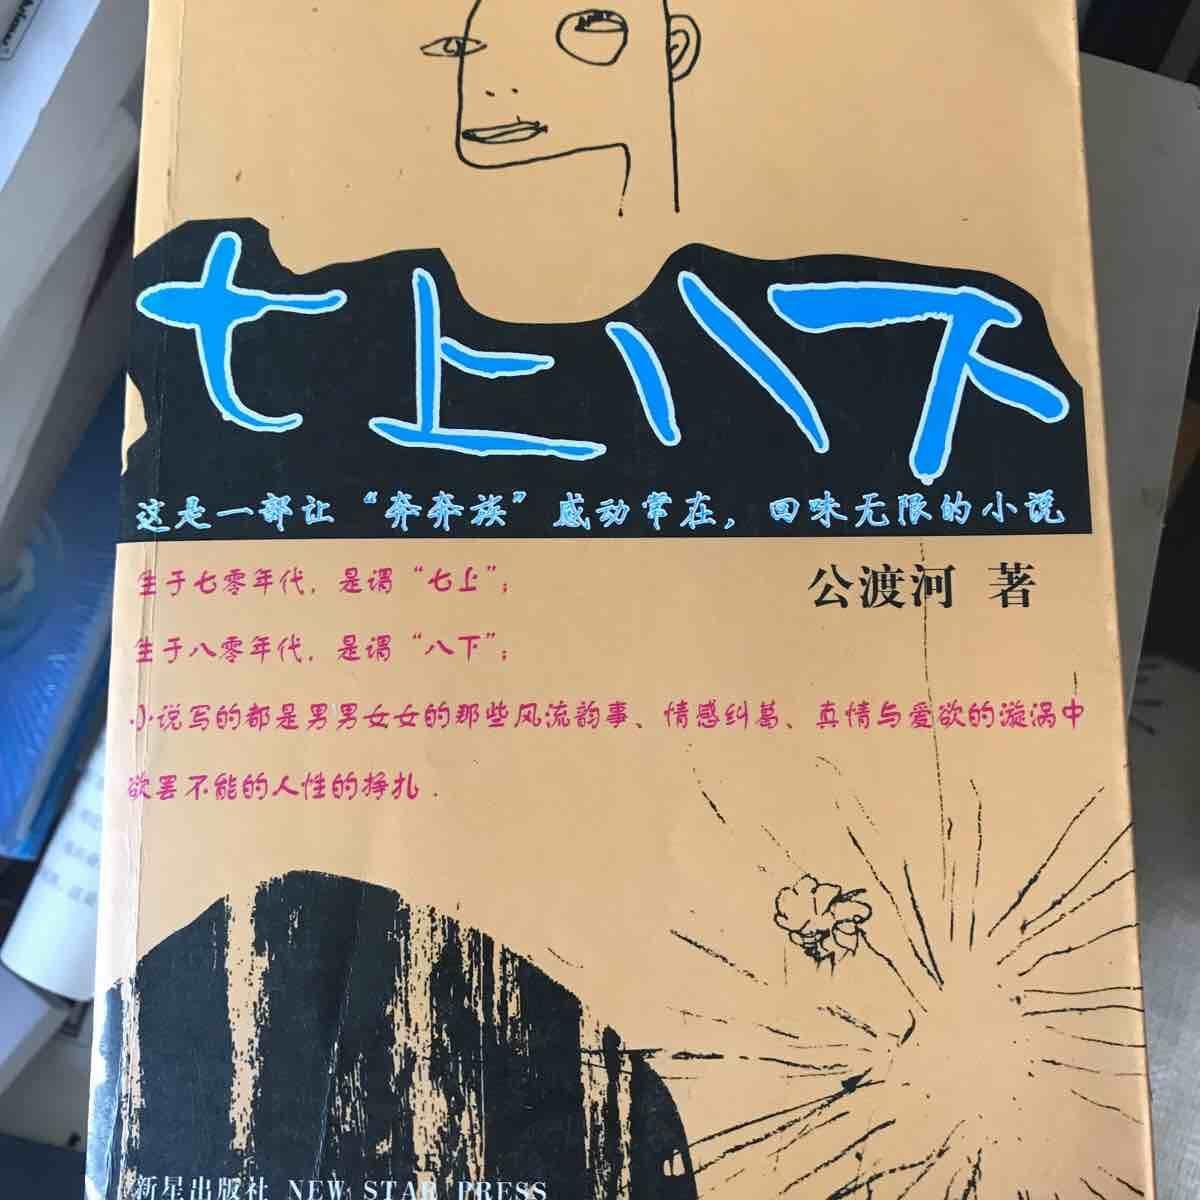 七上八下
这是一部让“奔奔族”感动常在，回味无限的小说
公渡河 著
生于七零年代，是谓“七上”；
生于八零年代，是谓“八下”；
小说写的都是男男女女的那些风流韵事、情感纠葛、真情与爱欲的漩涡中
欲罢不能的人性的挣扎．
新星出版社 NEW STAR PRESS